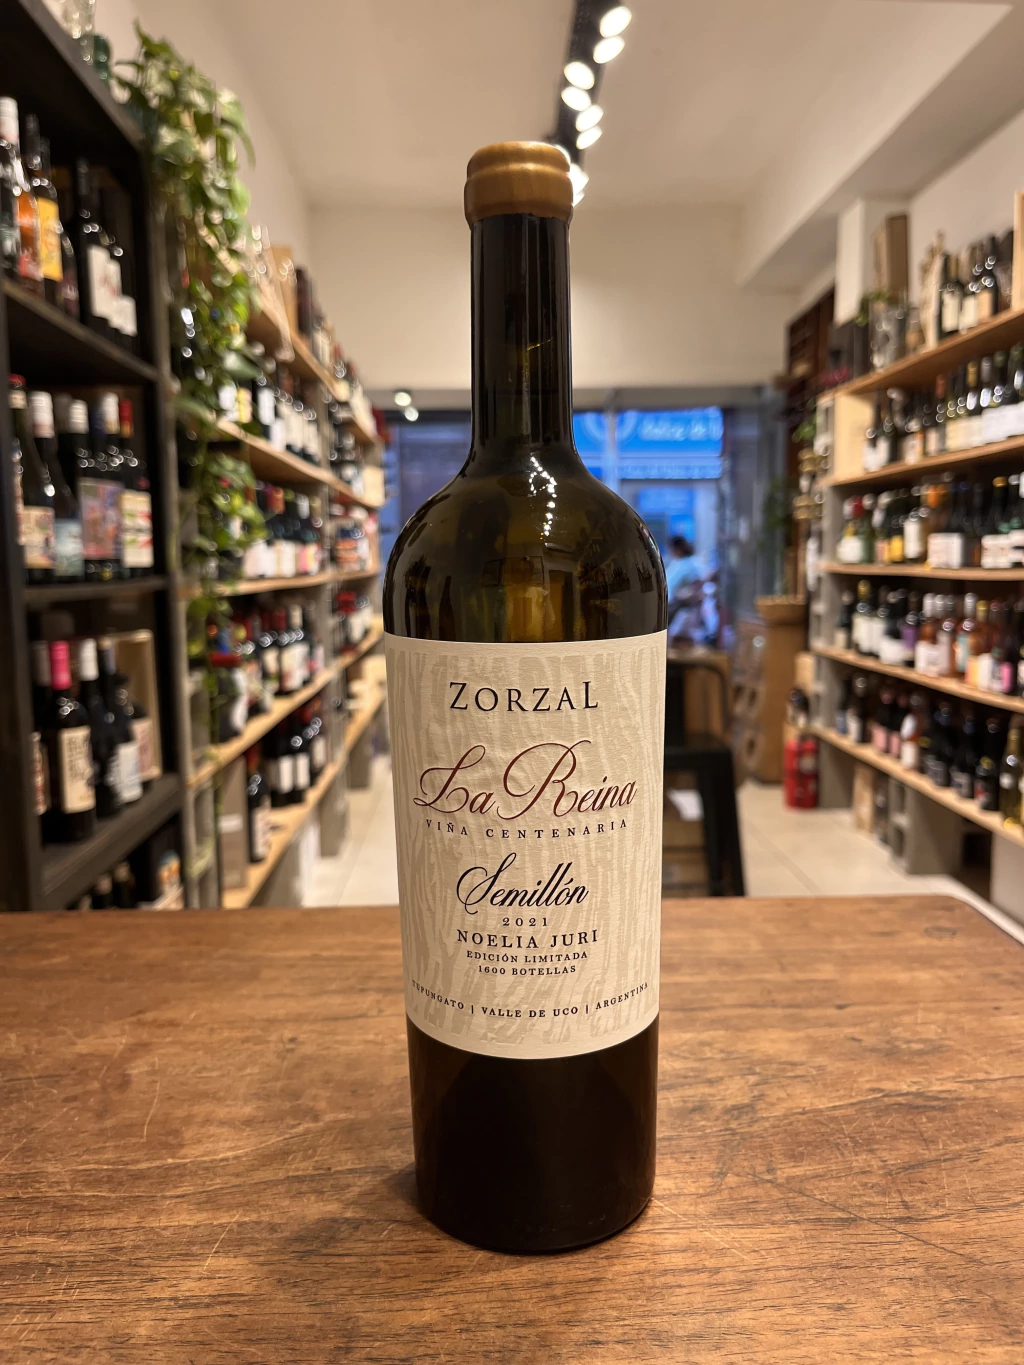 ZORZAL
La Reina
VIÑA CENTENARIA
Semillón
2021
NOELIA JURI
EDICIÓN LIMITADA
1600 BOTELLAS
TUPUNGATO | VALLE DE UCO | ARGENTINA